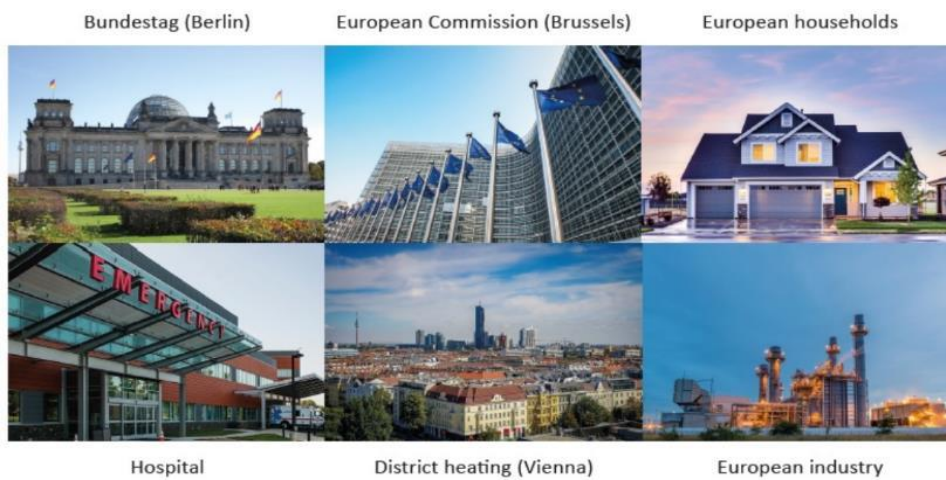 Bundestag (Berlin)
European Commission (Brussels)
European households
EMERGENCY
Hospital
District heating (Vienna)
European industry